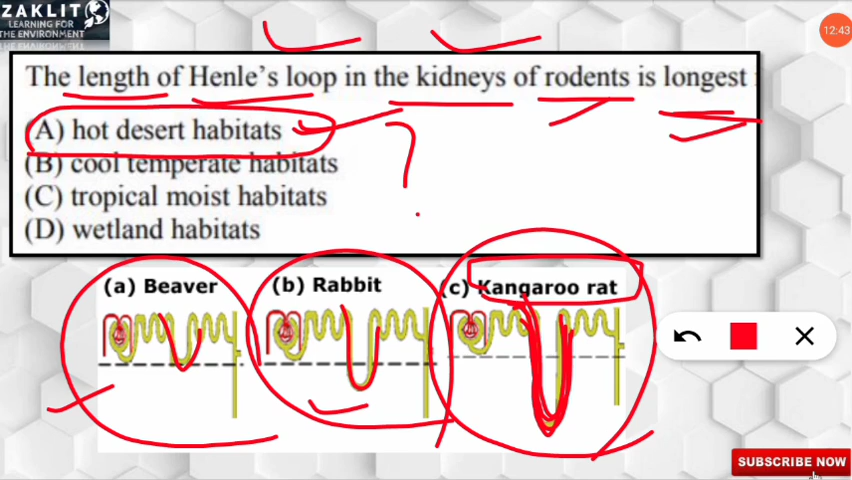 ZAKLIT
LEARNING FOR
THE ENVIRONMENT
12:43
The length of Henle's loop in the kidneys of rodents is longest
(A) hot desert habitats
?
(B) cool temperate habitats
(C) tropical moist habitats
(D) wetland habitats
(a) Beaver
(b) Rabbit
(c) Kangaroo rat
SUBSCRIBE NOW